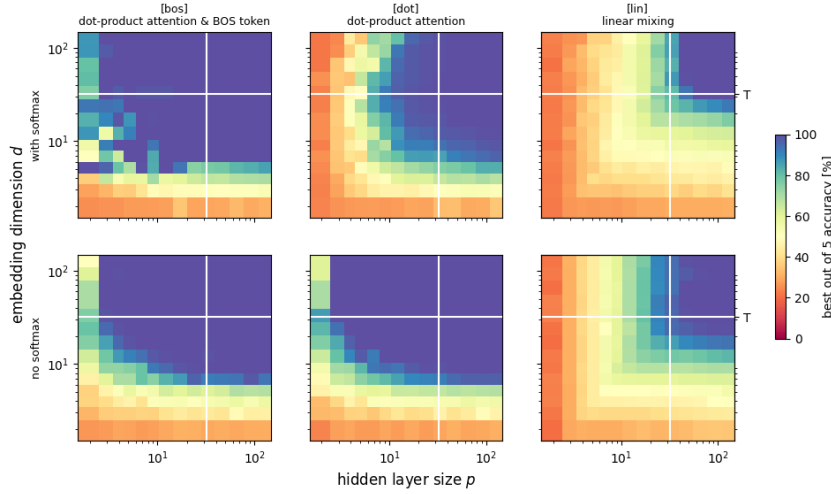 [bos]
dot-product attention & BOS token
[dot]
dot-product attention
[lin]
linear mixing
embedding dimension d
with softmax
no softmax
10²
10¹
10²
10¹
T
T
10¹
10²
10¹
10²
10¹
10²
hidden layer size p
100
80
60
40
20
0
best out of 5 accuracy [%]